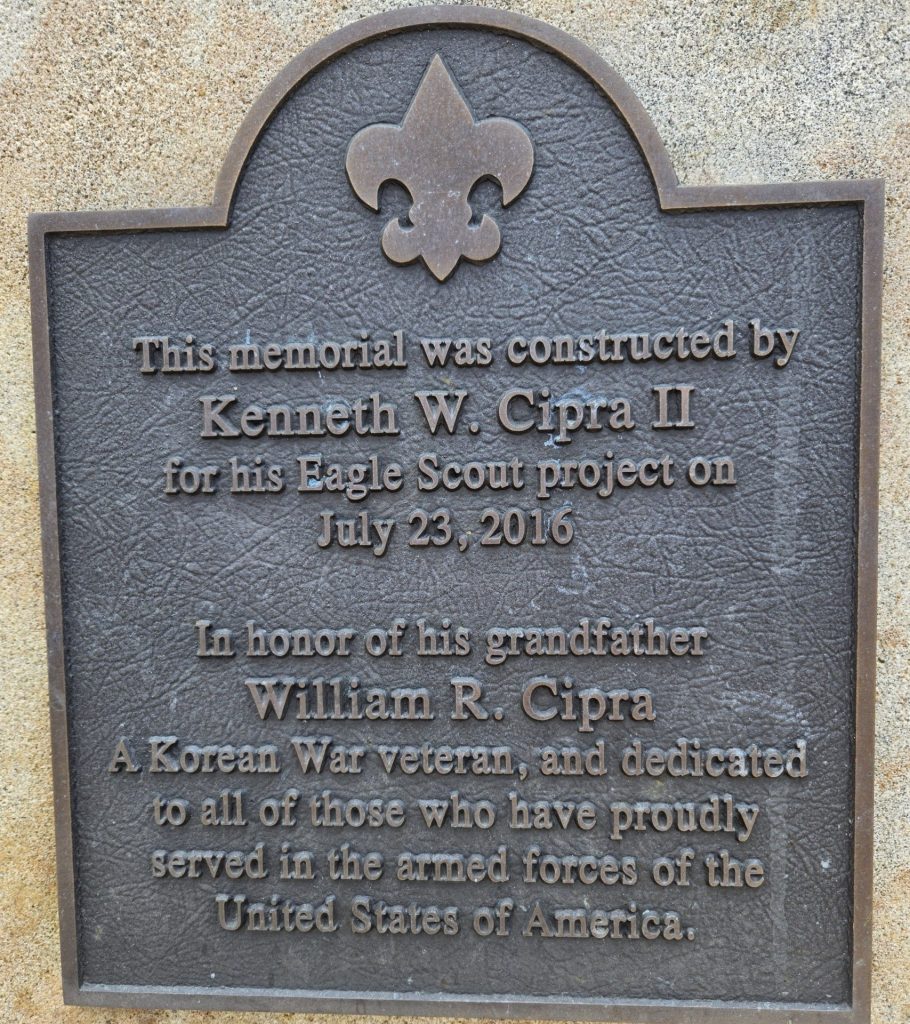 This memorial was constructed by
Kenneth W. Cipra II
for his Eagle Scout project on
July 23, 2016
In honor of his grandfather
William R. Cipra
A Korean War veteran, and dedicated
to all of those who have proudly
served in the armed forces of the
United States of America.